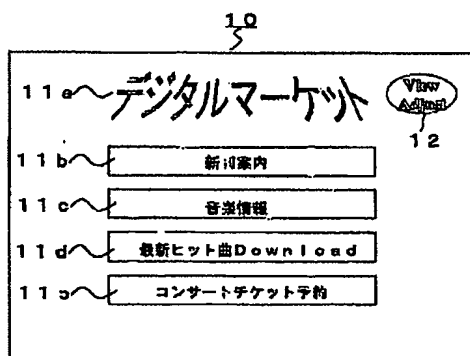 10
11a デジタルマーケット View Adjust
12
11b 新刊案内
11c 音楽情報
11d 最新ヒット曲Download
11e コンサートチケット予約